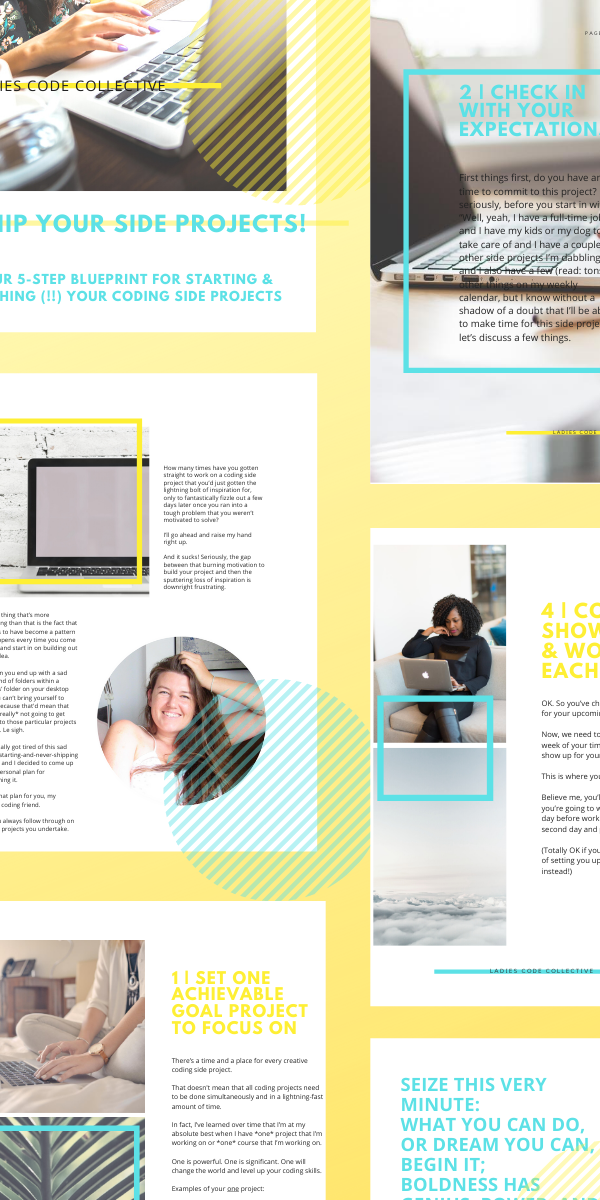 IES CODE COLLECTIVE
HIP YOUR SIDE PROJECTS!
UR 5-STEP BLUEPRINT FOR STARTING &
HING (!!) YOUR CODING SIDE PROJECTS
How many times have you gotten
straight to work on a coding side
project that you'd just gotten the
lightning bolt of inspiration for,
only to fantastically fizzle out a few
days later once you ran into a
tough problem that you weren't
motivated to solve?
I'll go ahead and raise my hand
right up.
And it sucks! Seriously, the gap
between that burning motivation to
build your project and then the
sputtering loss of inspiration is
downright frustrating.
thing that's more
ng than that is the fact that
s to have become a pattern
ppens every time you come
and start in on building out
dea.
n you end up with a sad
nd of folders within a
s' folder on your desktop
 can't bring yourself to
ecause that'd mean that
really* not going to get
to those particular projects
. Le sigh.
ally got tired of this sad
starting-and-never-shipping
 and I decided to come up
ersonal plan for
ning it.
hat plan for you, my
 coding friend.
 always follow through on
 projects you undertake.
1 | SET ONE
ACHIEVABLE
GOAL PROJECT
TO FOCUS ON
There's a time and a place for every creative
coding side project.
That doesn't mean that all coding projects need
to be done simultaneously and in a lightning-fast
amount of time.
In fact, I've learned over time that I'm at my
absolute best when I have *one* project that I'm
working on or *one* course that I'm working on.
One is powerful. One is significant. One will
change the world and level up your coding skills.
Examples of your one project:
PAG
2 | CHECK IN
WITH YOUR
EXPECTATION
First things first, do you have an
time to commit to this project?
seriously, before you start in wi
"Well, yeah, I have a full-time jo
and I have my kids or my dog to
take care of and I have a couple
other side projects I'm dabbling
and I also have a few (read: tons
other things on my weekly
calendar, but I know without a
shadow of a doubt that I'll be ab
to make time for this side proje
let's discuss a few things.
LADIES CODE
4 | CO
SHOW
& WO
EACH
OK. So you've ch
for your upcomin
Now, we need to
week of your tim
show up for your
This is where you
Believe me, you'l
you're going to w
day before work
second day and
(Totally OK if you
of setting you up
instead!)
LADIES CODE COLLECTIVE
SEIZE THIS VERY
MINUTE:
WHAT YOU CAN DO,
OR DREAM YOU CAN,
BEGIN IT;
BOLDNESS HAS
GENIUS, POWER, AND